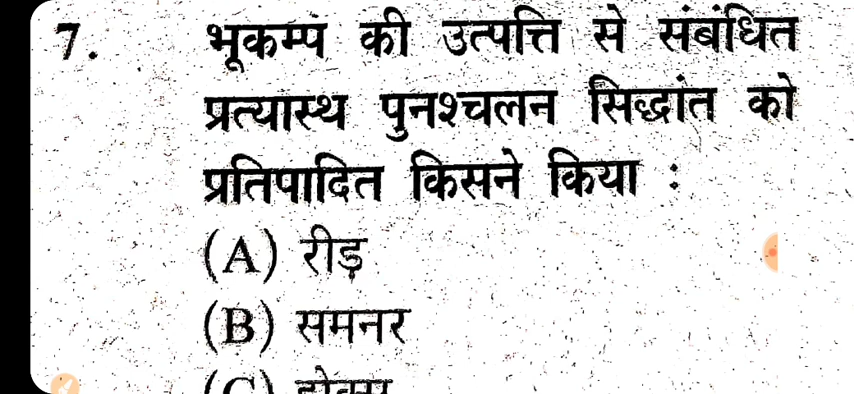 7. भूकम्प की उत्पत्ति से संबंधित
प्रत्यास्थ पुनश्चलन सिद्धांत को
प्रतिपादित किसने किया :
(A) रीड़
(B) समनर
(C)